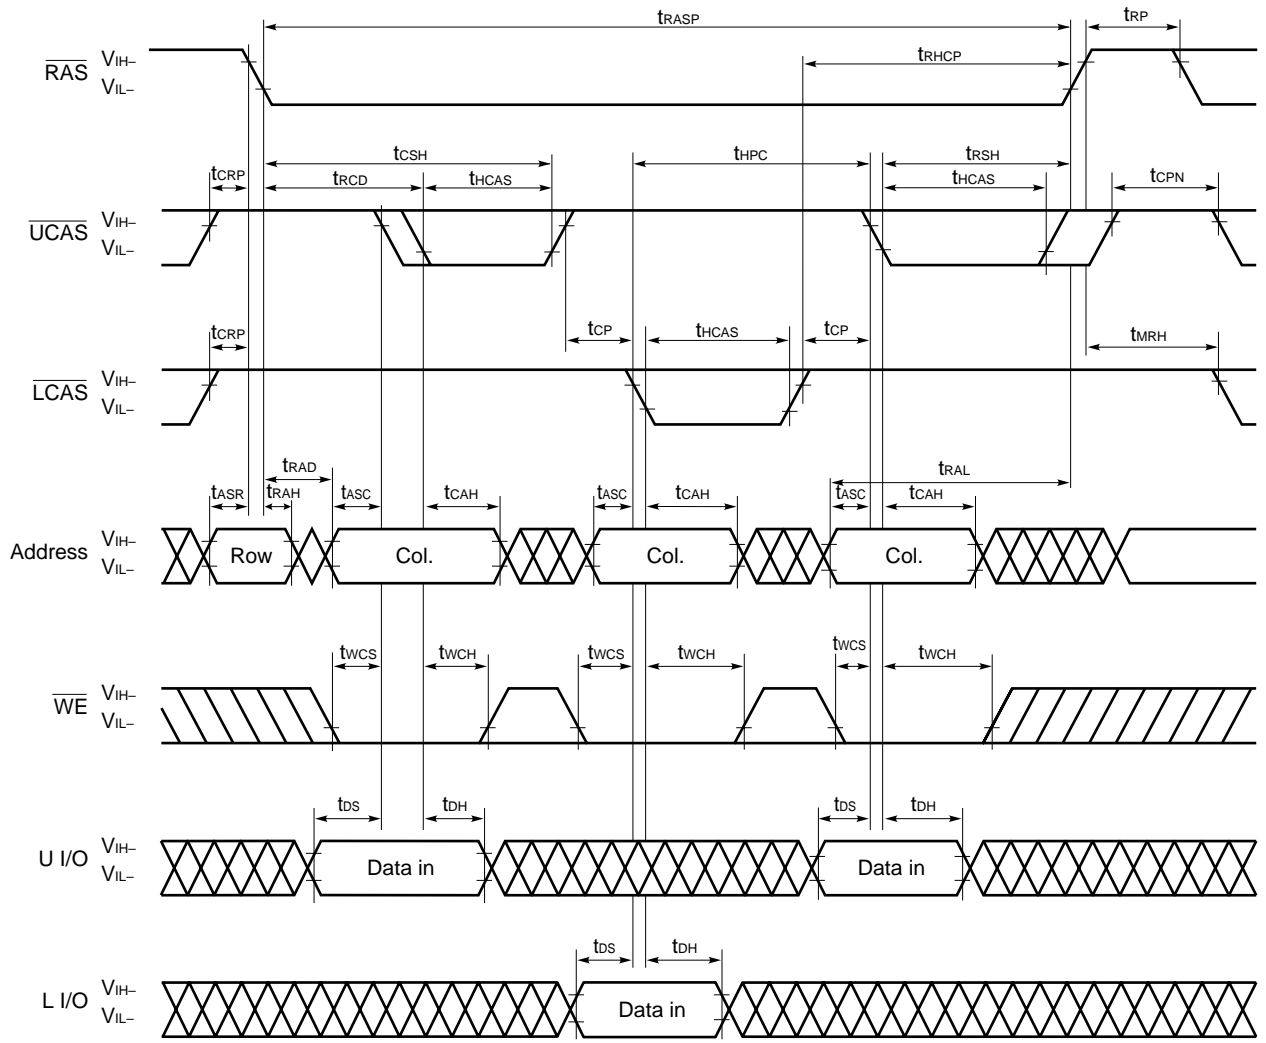 tRASP
tRP
tRHCP
RAS VIH–
VIL–
tCSH
tHPC
tRSH
tCRP
tRCD
tHCAS
tHCAS
tCPN
UCAS VIH–
VIL–
tCRP
tCP
tHCAS
tCP
tMRH
LCAS VIH–
VIL–
tRAD
tRAL
tASR
tRAH
tASC
tCAH
tASC
tCAH
tASC
tCAH
Address VIH–
VIL–
Row
Col.
Col.
Col.
tWCS
tWCH
tWCS
tWCH
tWCS
tWCH
WE VIH–
VIL–
tDS
tDH
tDS
tDH
U I/O VIH–
VIL–
Data in
Data in
tDS
tDH
L I/O VIH–
VIL–
Data in